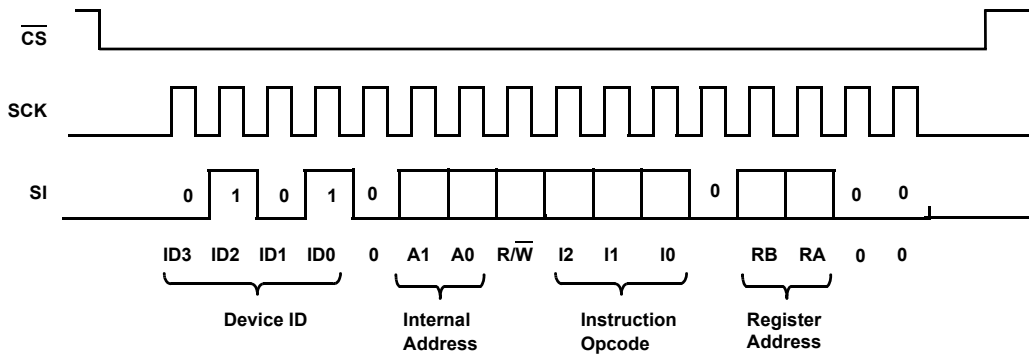 CS
SCK
SI
0 1 0 1 0 0 0 0
ID3 ID2 ID1 ID0 0 A1 A0 R/W I2 I1 I0 RB RA 0 0
Device ID Internal Address Instruction Opcode Register Address